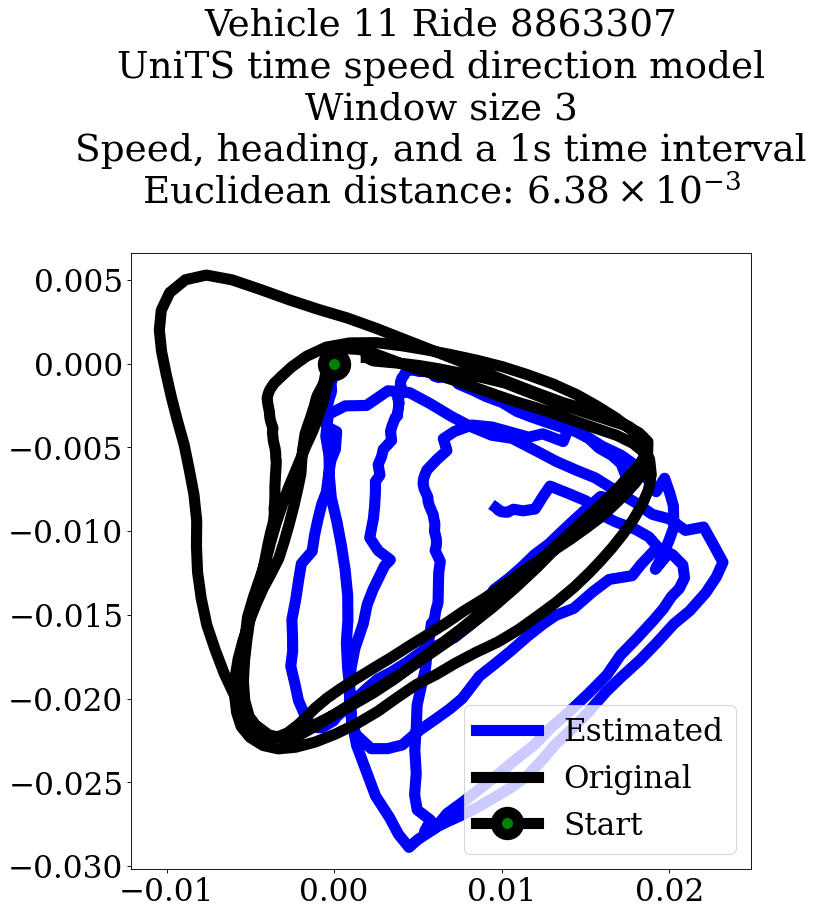 Vehicle 11 Ride 8863307
UniTS time speed direction model
Window size 3
Speed, heading, and a 1s time interval
Euclidean distance: 6.38 × 10⁻³
0.005
0.000
−0.005
−0.010
−0.015
−0.020
−0.025
−0.030
Estimated
Original
Start
−0.01 0.00 0.01 0.02